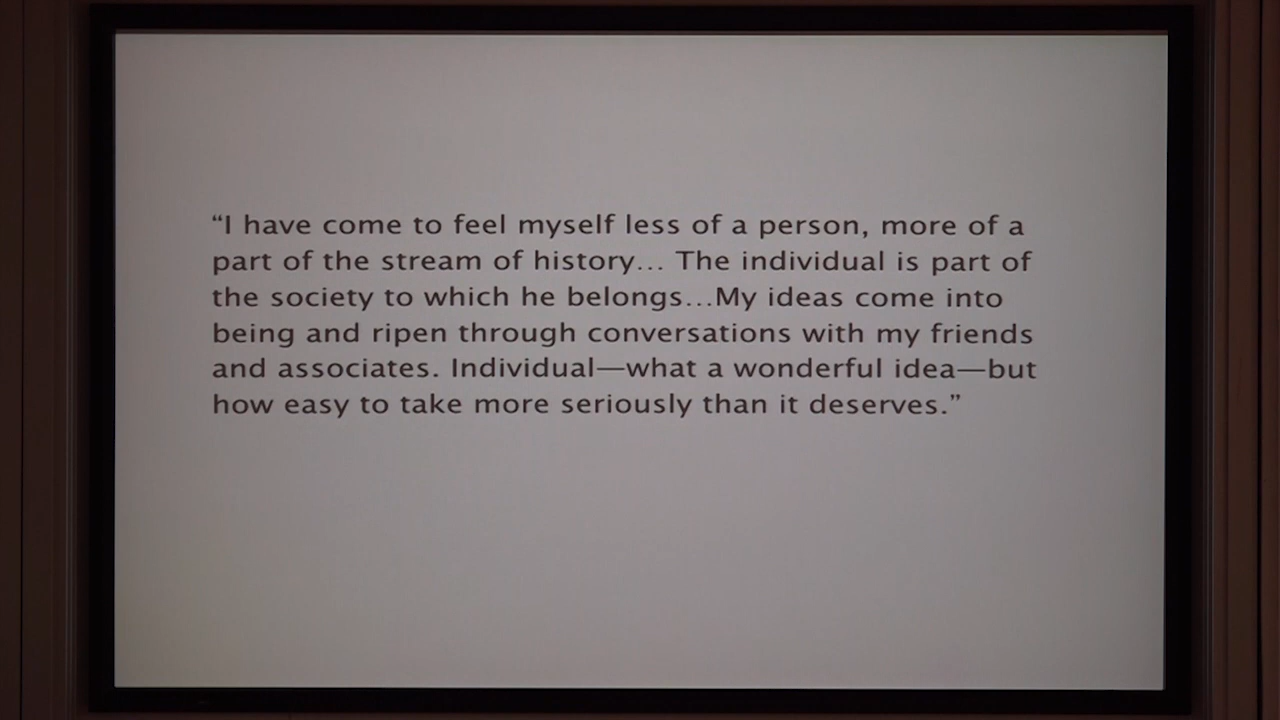 “I have come to feel myself less of a person, more of a
part of the stream of history… The individual is part of
the society to which he belongs…My ideas come into
being and ripen through conversations with my friends
and associates. Individual—what a wonderful idea—but
how easy to take more seriously than it deserves.”